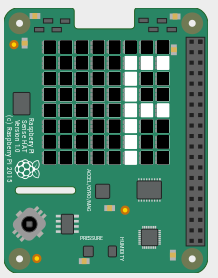 Raspberry Pi
Sense HAT
Version 1.0
(c) Raspberry Pi 2015
ACCEL/GYRO/MAG
PRESSURE
HUMIDITY